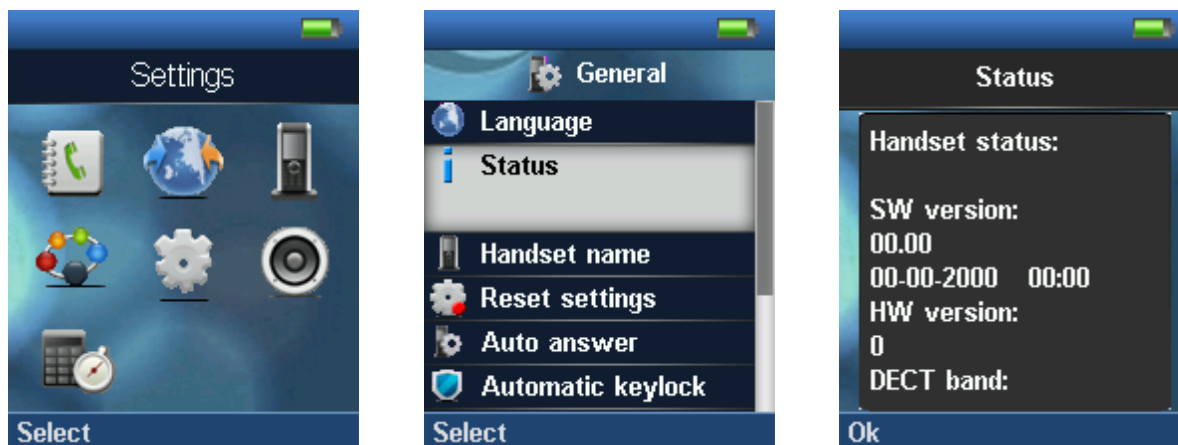 Settings
Select
General
Language
Status
Handset name
Reset settings
Auto answer
Automatic keylock
Select
Status
Handset status:
SW version:
00.00
00-00-2000 00:00
HW version:
0
DECT band:
Ok